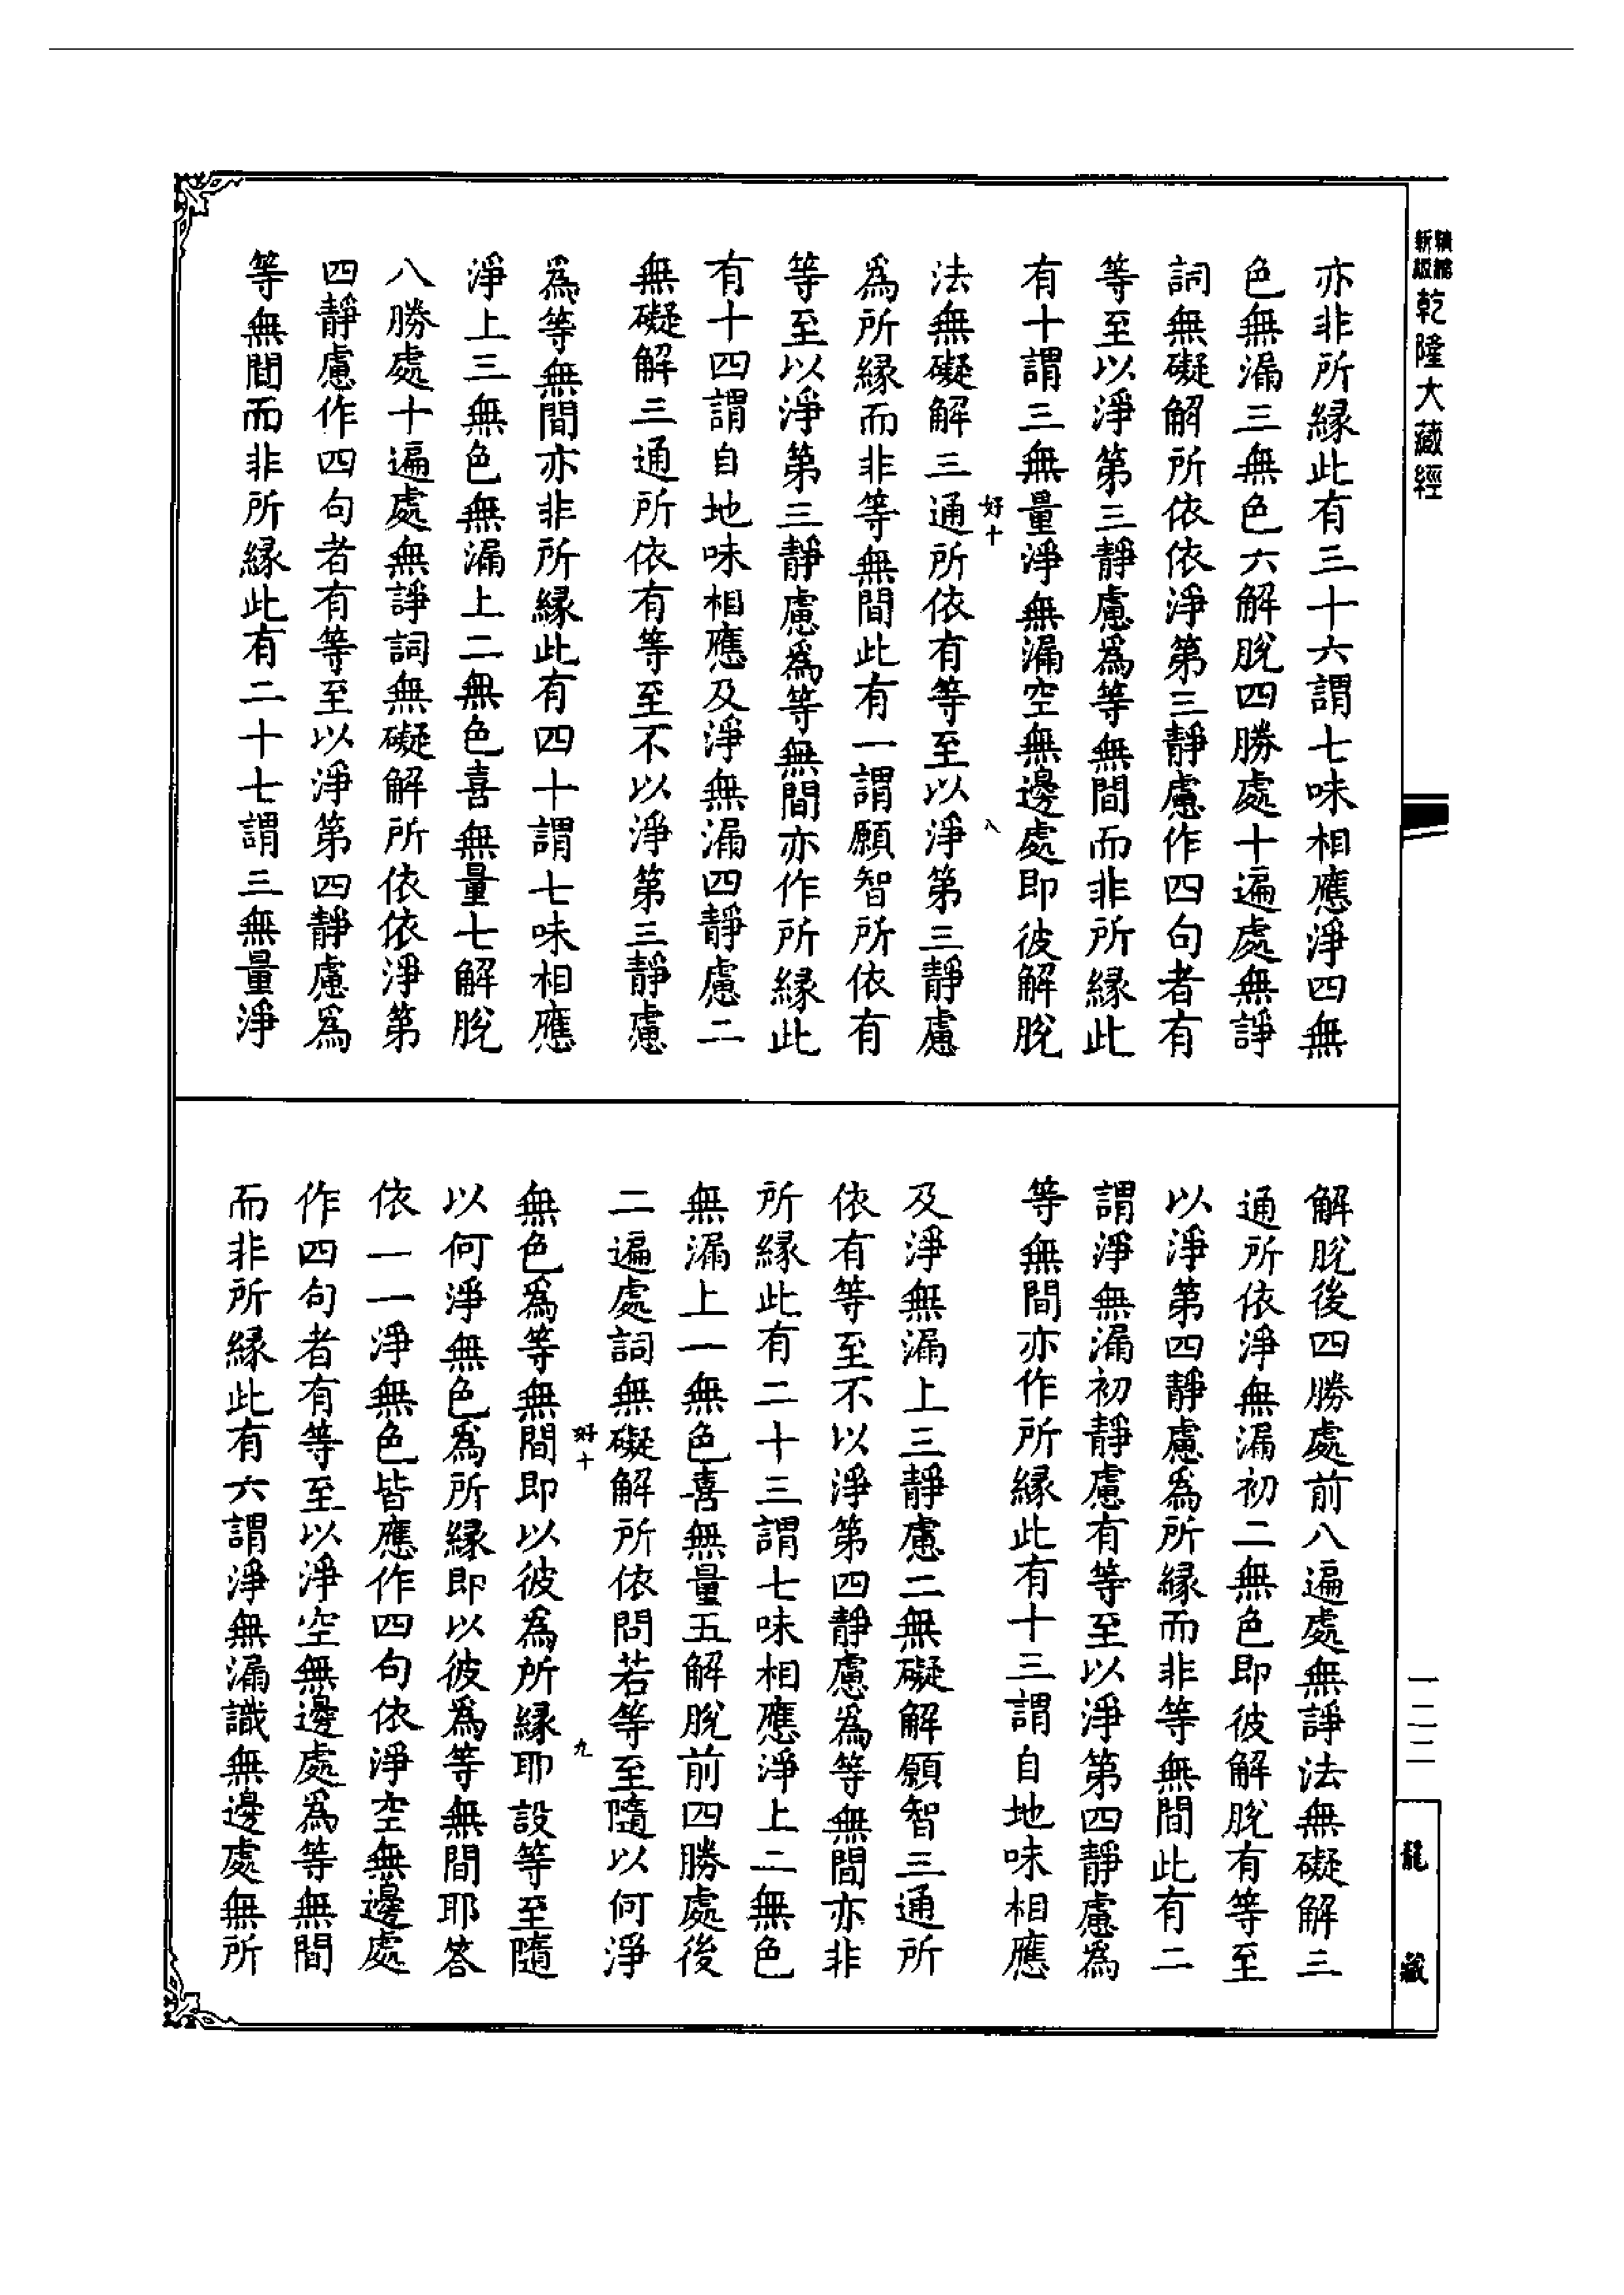 新版
精縮
乾隆大藏經
亦非所緣此有三十六謂七味相應淨四無
色無漏三無色六解脫四勝處十遍處無諍
詞無礙解所依依淨第三靜慮作四句者有
等至以淨第三靜慮爲等無間而非所緣此
有十謂三無量淨無漏空無邊處即彼解脫
好十
八
法無礙解三通所依有等至以淨第三靜慮
爲所緣而非等無間此有一謂願智所依有
等至以淨第三靜慮爲等無間亦作所緣此
有十四謂自地味相應及淨無漏四靜慮二
無礙解三通所依有等至不以淨第三靜慮
爲等無間亦非所緣此有四十謂七味相應
淨上三無色無漏上二無色喜無量七解脫
八勝處十遍處無諍詞無礙解所依依淨第
四靜慮作四句者有等至以淨第四靜慮爲
等無間而非所緣此有二十七謂三無量淨
解脫後四勝處前八遍處無諍法無礙解三
通所依淨無漏初二無色即彼解脫有等至
以淨第四靜慮爲所緣而非等無間此有二
謂淨無漏初靜慮有等至以淨第四靜慮爲
等無間亦作所緣此有十三謂自地味相應
及淨無漏上三靜慮二無礙解願智三通所
依有等至不以淨第四靜慮爲等無間亦非
所緣此有二十三謂七味相應淨上二無色
無漏上一無色喜無量五解脫前四勝處後
二遍處詞無礙解所依問若等至隨以何淨
好十
九
無色爲等無間即以彼爲所緣耶設等至隨
以何淨無色爲所緣即以彼爲等無間耶答
依一一淨無色皆應作四句依淨空無邊處
作四句者有等至以淨空無邊處爲等無間
而非所緣此有六謂淨無漏識無邊處無所
一二二
龍藏